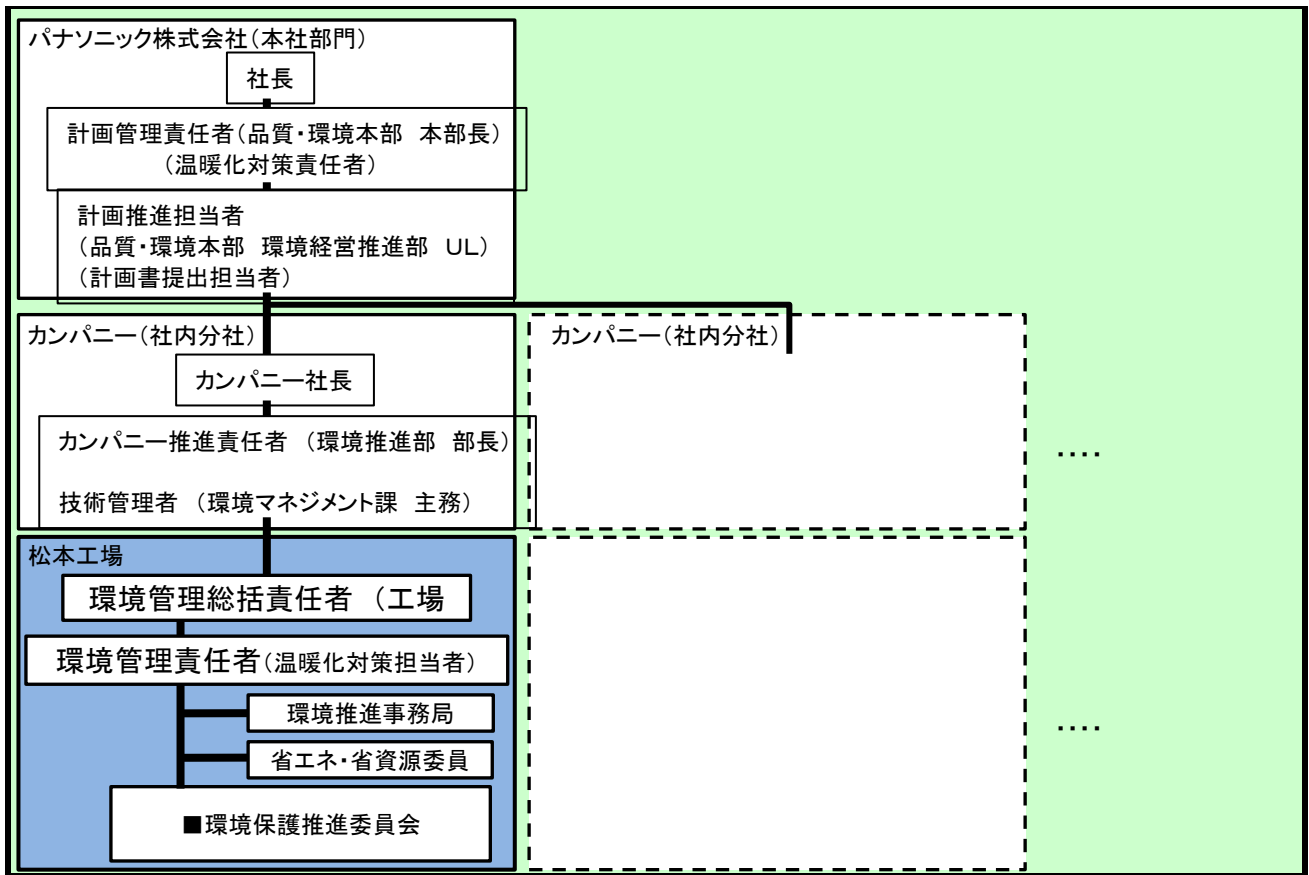 パナソニック株式会社(本社部門)
社長
計画管理責任者(品質・環境本部 本部長)
(温暖化対策責任者)
計画推進担当者
(品質・環境本部 環境経営推進部 UL)
(計画書提出担当者)
カンパニー(社内分社)
カンパニー社長
カンパニー推進責任者 (環境推進部 部長)
技術管理者 (環境マネジメント課 主務)
カンパニー(社内分社)
‥‥
松本工場
環境管理総括責任者 (工場
環境管理責任者(温暖化対策担当者)
環境推進事務局
省エネ・省資源委員
■環境保護推進委員会
‥‥